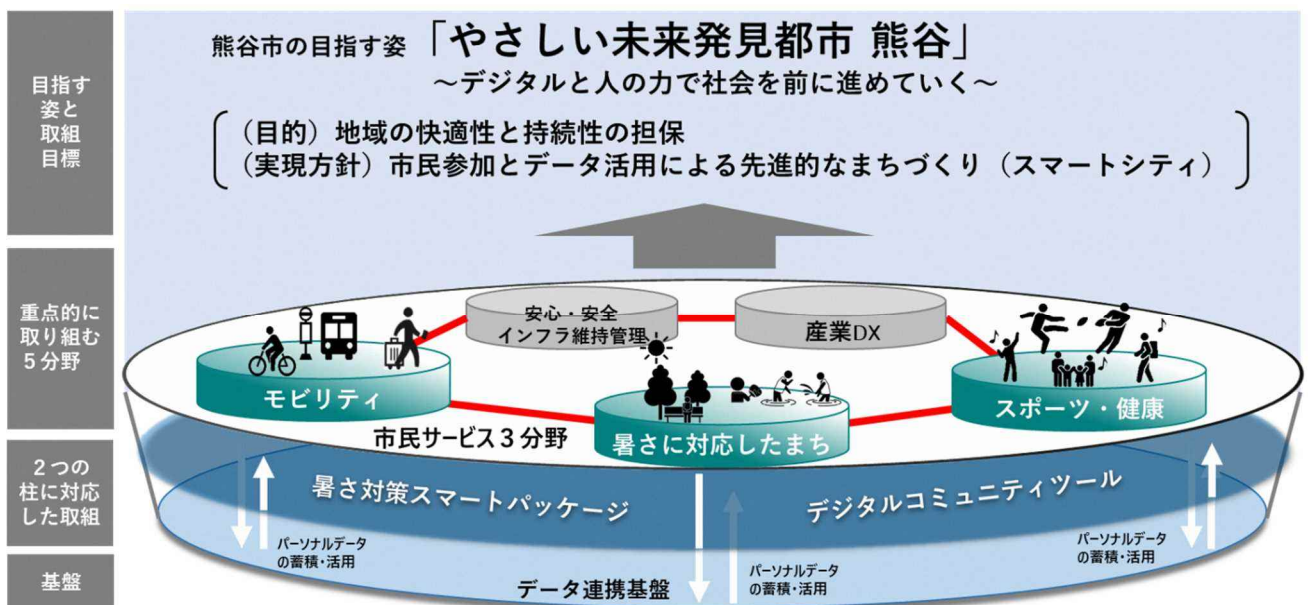 目指す
姿と
取組
目標
熊谷市の目指す姿 「やさしい未来発見都市 熊谷」
～デジタルと人の力で社会を前に進めていく～
（目的）地域の快適性と持続性の担保
（実現方針）市民参加とデータ活用による先進的なまちづくり（スマートシティ）
重点的に
取り組む
５分野
安心・安全
インフラ維持管理
産業DX
モビリティ
暑さに対応したまち
スポーツ・健康
市民サービス３分野
２つの
柱に対応
した取組
暑さ対策スマートパッケージ
デジタルコミュニティツール
パーソナルデータ
の蓄積・活用
パーソナルデータ
の蓄積・活用
パーソナルデータ
の蓄積・活用
基盤
データ連携基盤